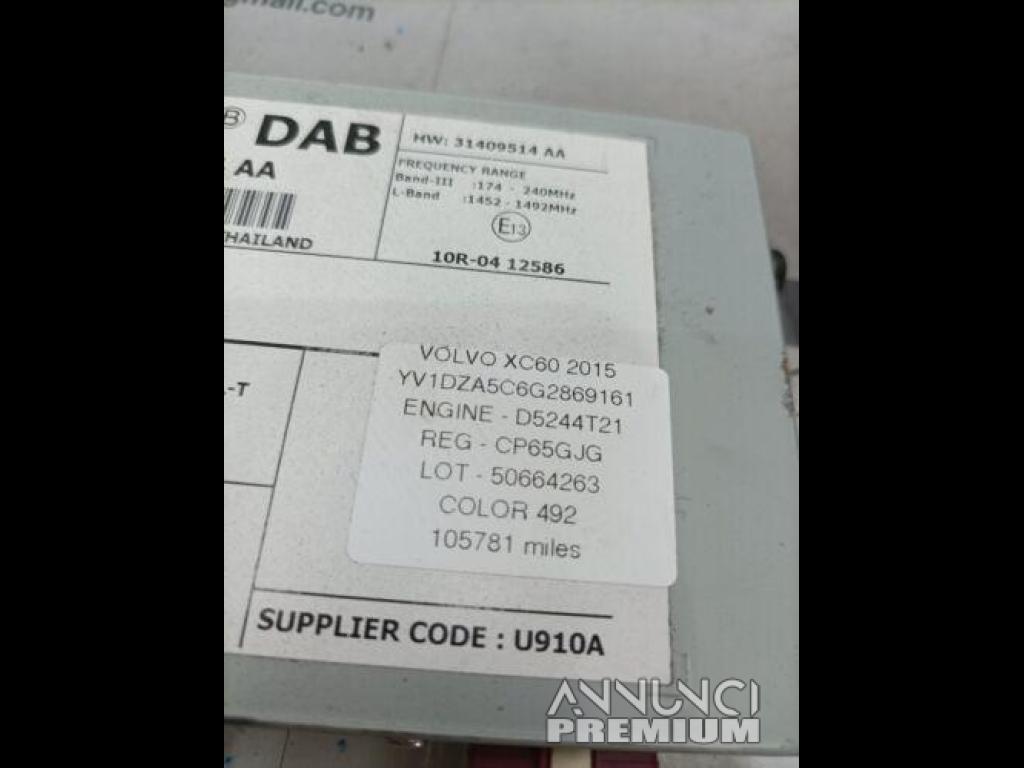 gmail.com
® DAB
HW: 31409514 AA
AA
FREQUENCY RANGE
Band-III :174 - 240MHz
L-Band :1452 - 1492MHz
THAILAND
E13
10R-04 12586
-T
VOLVO XC60 2015
YV1DZA5C6G2869161
ENGINE - D5244T21
REG - CP65GJG
LOT - 50664263
COLOR 492
105781 miles
SUPPLIER CODE : U910A
ANNUNCI
PREMIUM